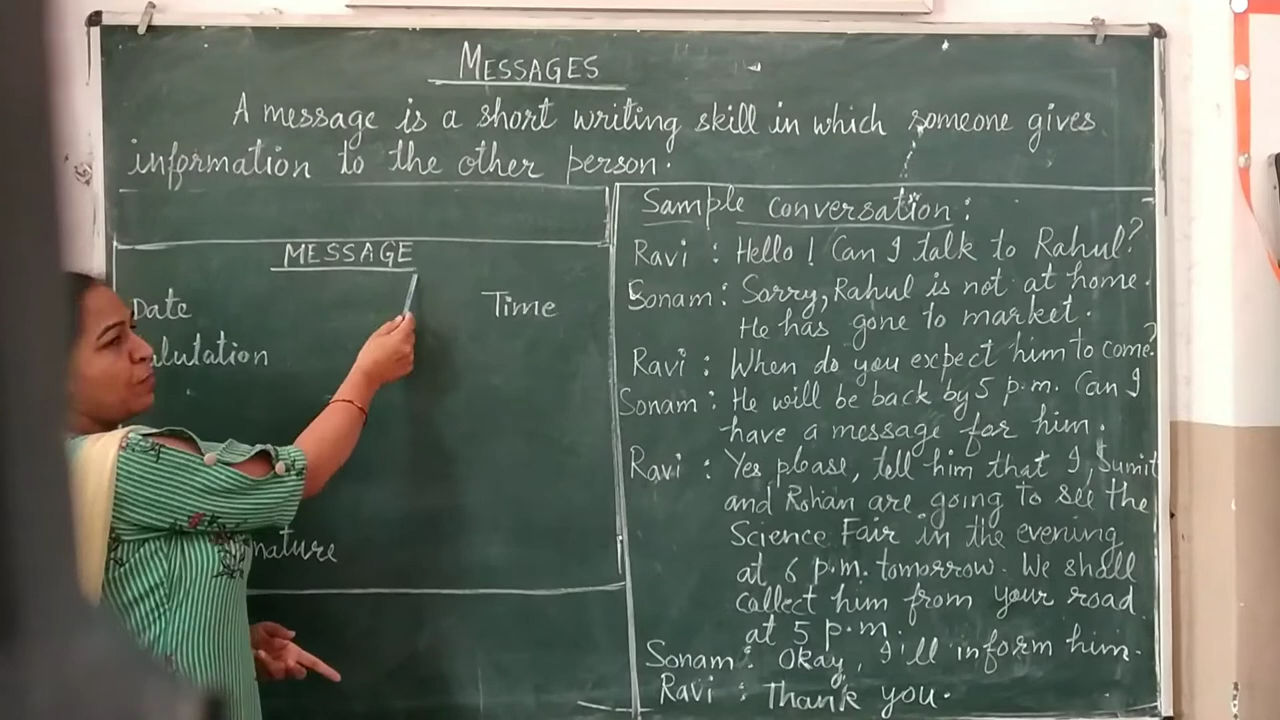 MESSAGES
A message is a short writing skill in which someone gives
information to the other person.
MESSAGE
Date Time
alutation
nature
Sample conversation:
Ravi : Hello! Can I talk to Rahul?
Sonam : Sorry, Rahul is not at home.
He has gone to market.
Ravi : When do you expect him to come?
Sonam : He will be back by 5 p.m. Can I
have a message for him.
Ravi : Yes please, tell him that I, Sumit
and Rohan are going to see the
Science Fair in the evening
at 6 p.m. tomorrow. We shall
collect him from your road
at 5 p.m.
Sonam : Okay, I'll inform him.
Ravi : Thank you.